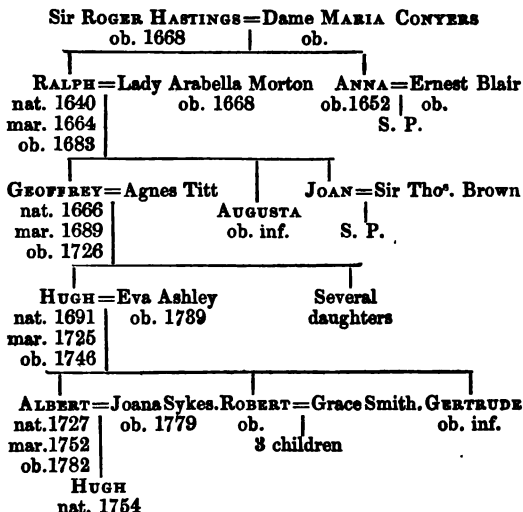 Sir ROGER HASTINGS=Dame MARIA CONYERS
ob. 1668 ob.
RALPH=Lady Arabella Morton ANNA=Ernest Blair
nat. 1640 ob. 1668 ob.1652 ob.
mar. 1664 S. P.
ob. 1683
GEOFFREY=Agnes Titt JOAN=Sir Thoˢ. Brown
nat. 1666 AUGUSTA
mar. 1689 ob. inf. S. P.
ob. 1726
HUGH=Eva Ashley Several
nat. 1691 ob. 1789 daughters
mar. 1725
ob. 1746
ALBERT=Joana Sykes. ROBERT=Grace Smith. GERTRUDE
nat.1727 ob. 1779 ob. ob. inf.
mar.1752 3 children
ob.1782
HUGH
nat. 1754